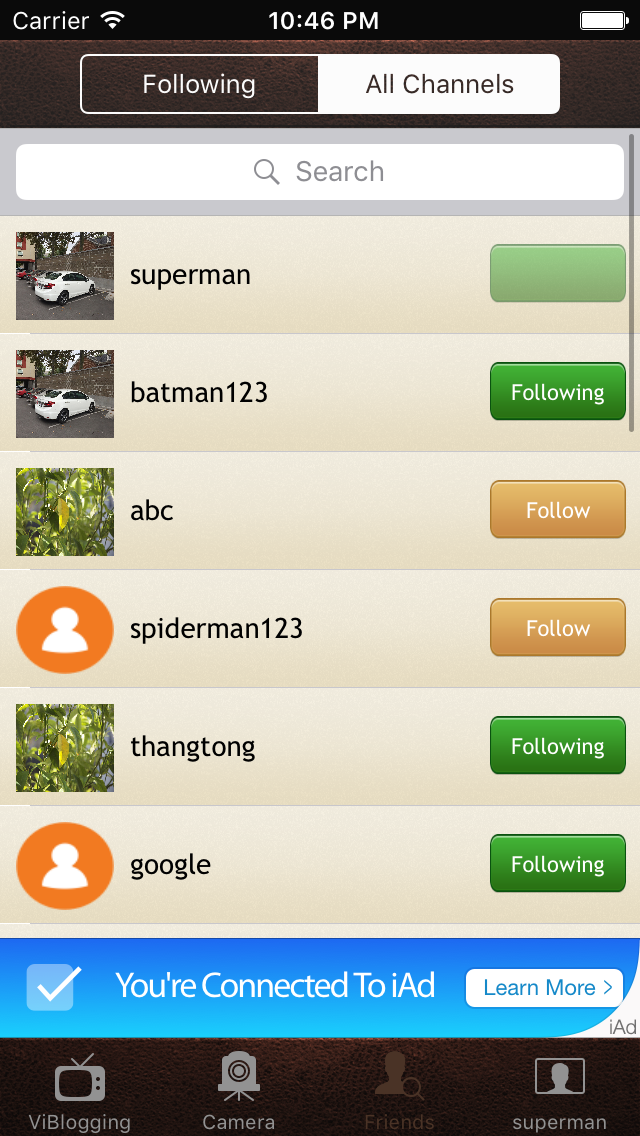 Carrier 10:46 PM
Following All Channels
Search
superman
batman123 Following
abc Follow
spiderman123 Follow
thangtong Following
google Following
You're Connected To iAd Learn More >
iAd
ViBlogging Camera Friends superman